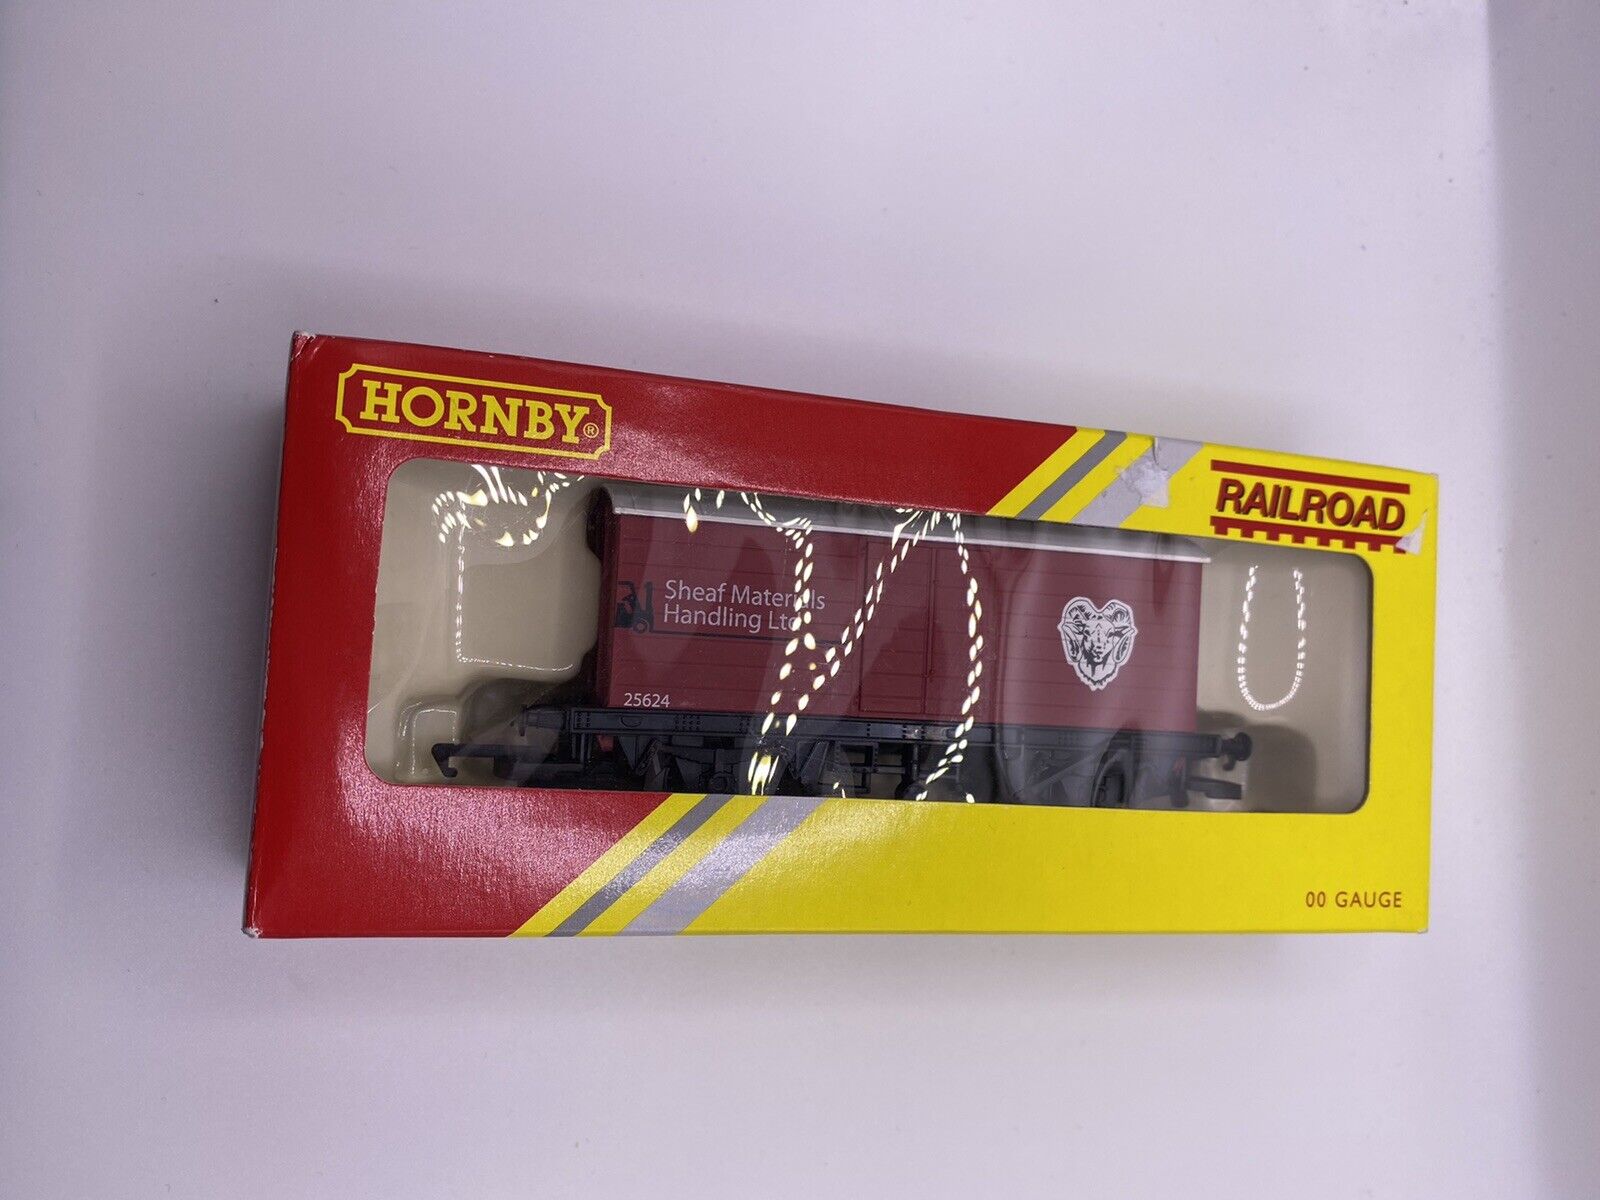 HORNBY®
RAILROAD
Sheaf Materials
Handling Ltd
25624
00 GAUGE